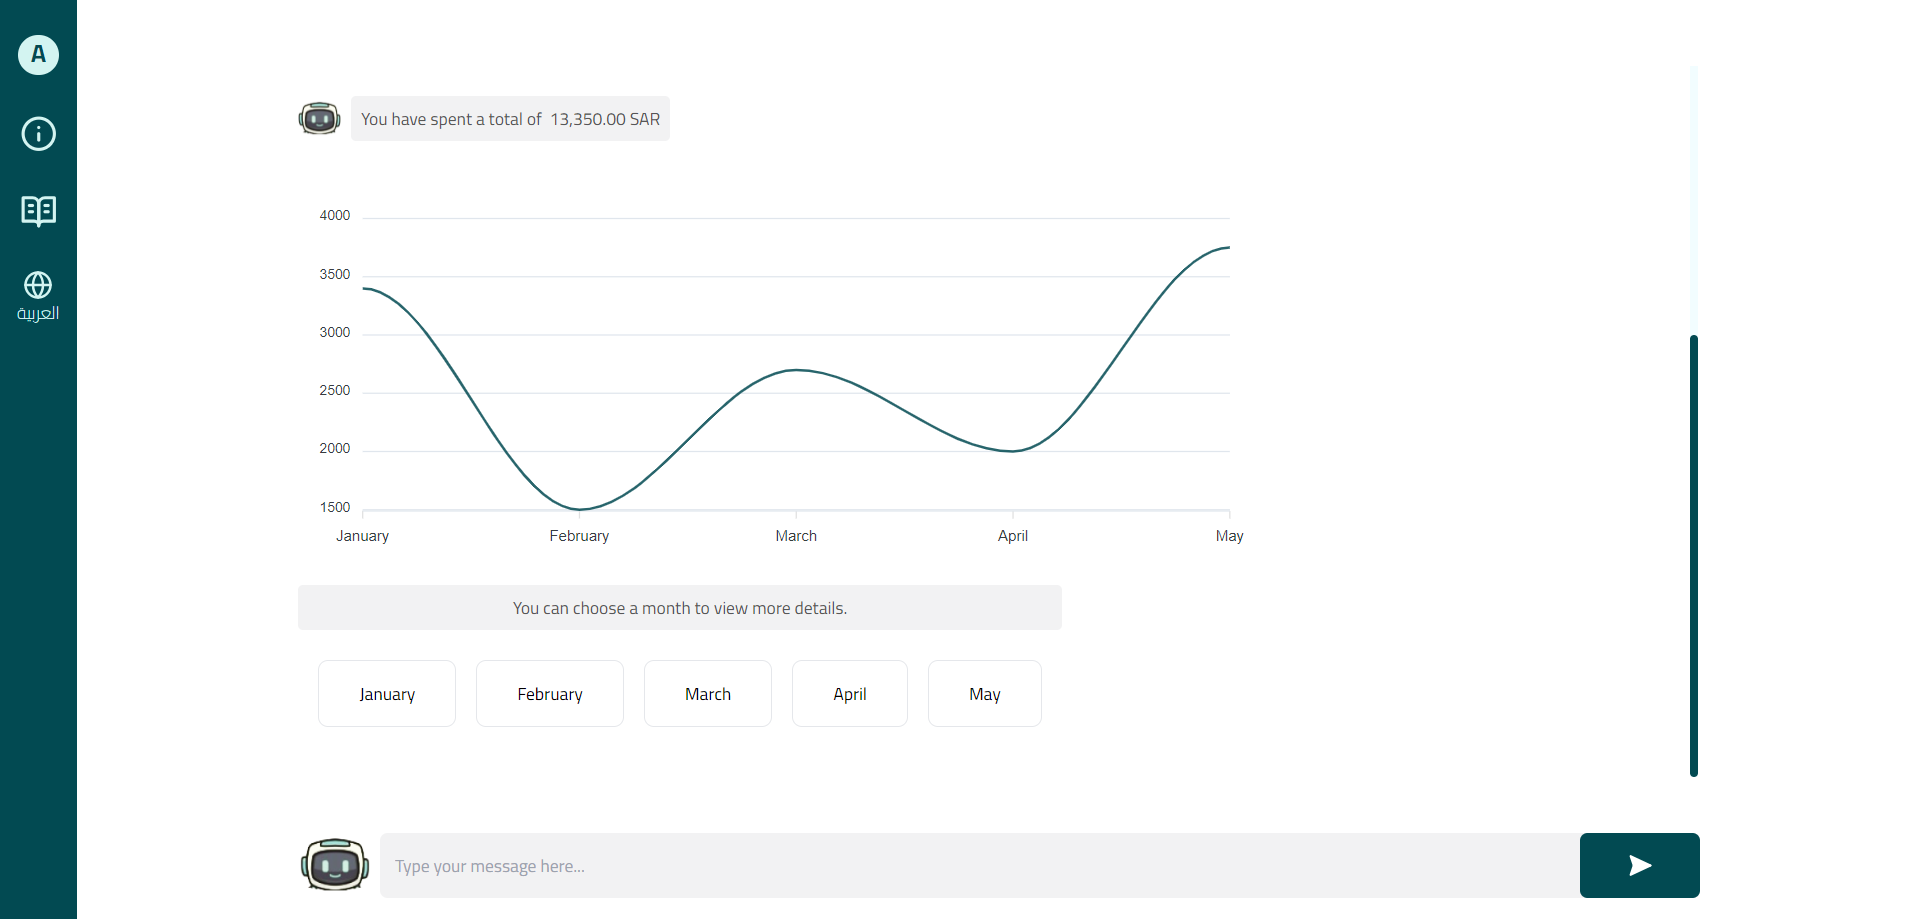 A
العربية
You have spent a total of 13,350.00 SAR
4000
3500
3000
2500
2000
1500
January February March April May
You can choose a month to view more details.
January February March April May
Type your message here...